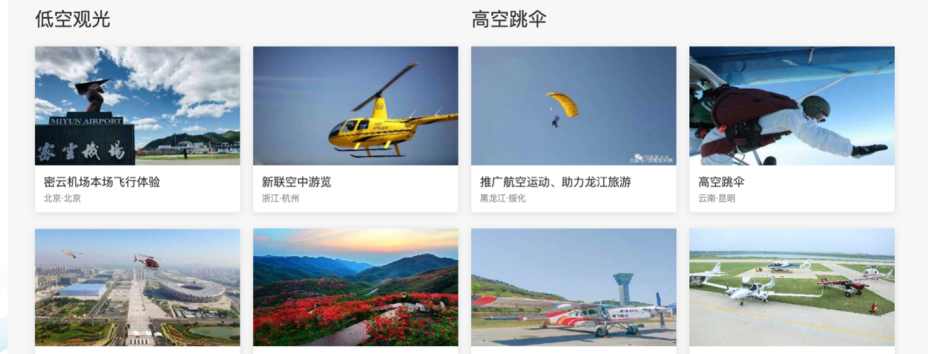 低空观光
高空跳伞
MIYUN AIRPORT
密云机场
密云机场本场飞行体验
北京·北京
新联空中游览
浙江·杭州
推广航空运动、助力龙江旅游
黑龙江·绥化
高空跳伞
云南·昆明